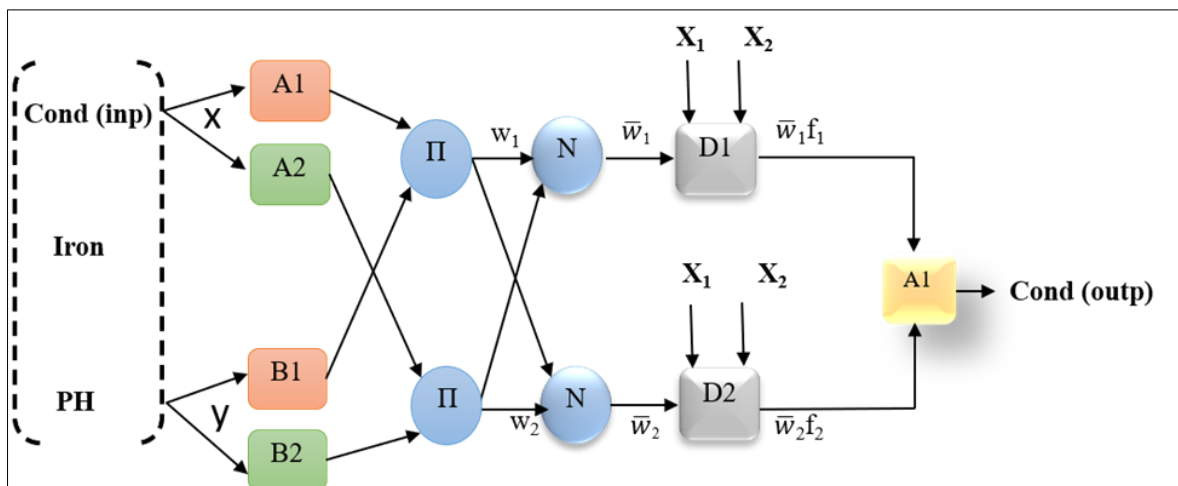 X₁ X₂
Cond (inp) X A1 Π w₁ N w̅₁ D1 w̅₁f₁
A2
Iron
X₁ X₂
A1 Cond (outp)
PH y B1 Π w₂ N w̅₂ D2 w̅₂f₂
B2